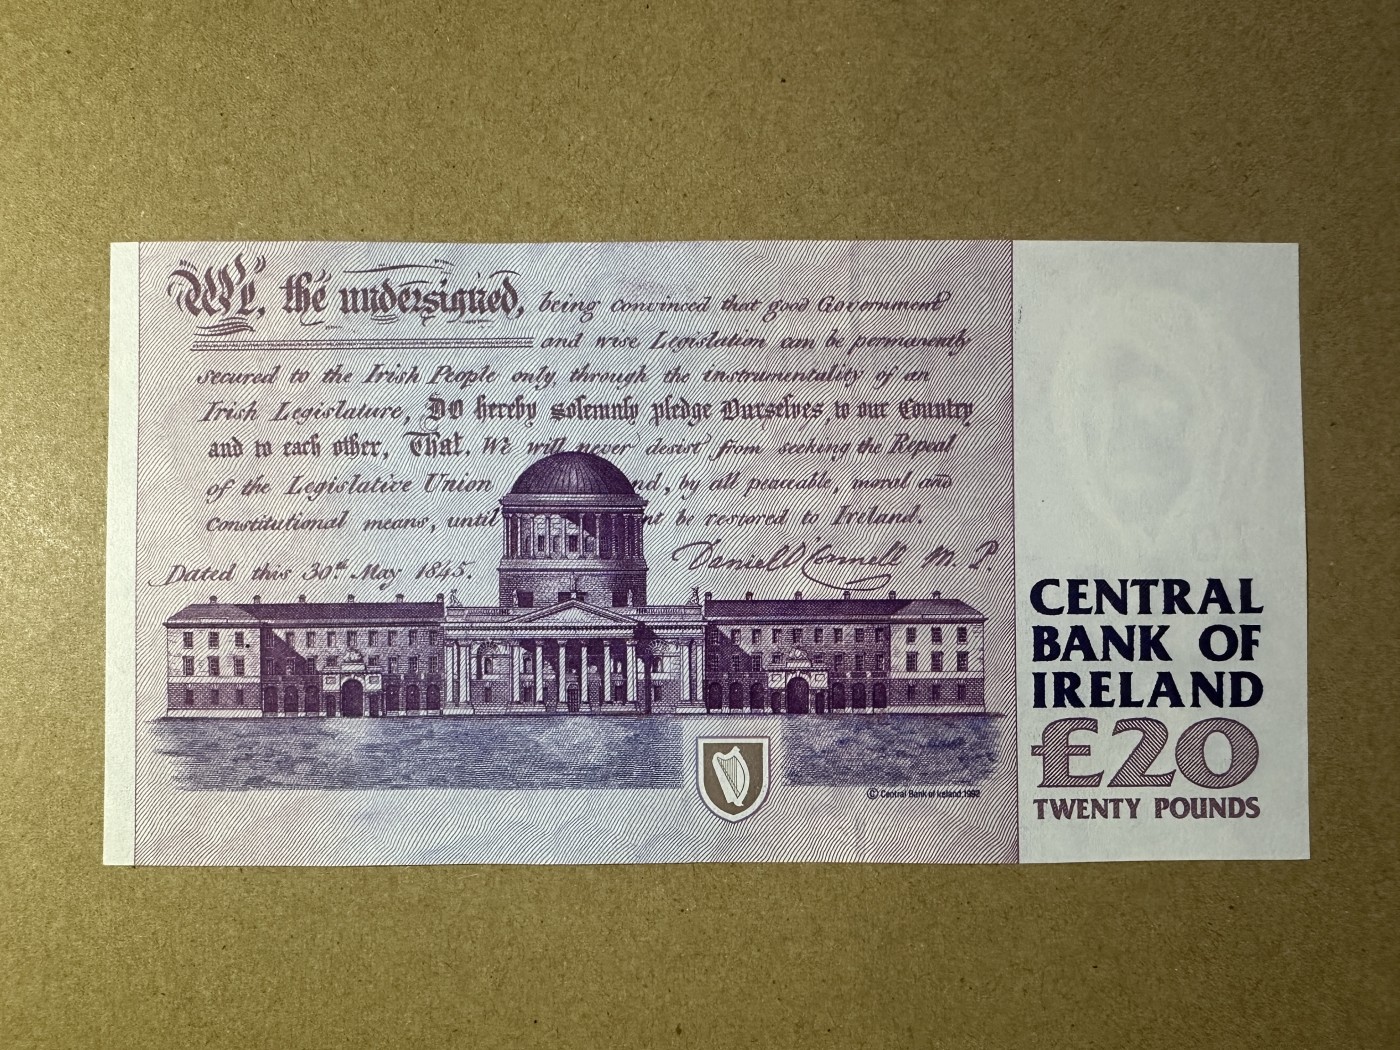 We, the undersigned, being convinced that good Government
and wise Legislation can be permanently
secured to the Irish People only, through the instrumentality of an
Irish Legislature, DO hereby solemnly pledge Ourselves, to our Country
and to each other, That. We will never desist from seeking the Repeal
of the Legislative Union nd, by all peaceable, moral and
Constitutional means, until nt be restored to Ireland.
Dated this 30th May 1845. Daniel O'Connell M. P.
© Central Bank of Ireland, 1992
CENTRAL
BANK OF
IRELAND
£20
TWENTY POUNDS